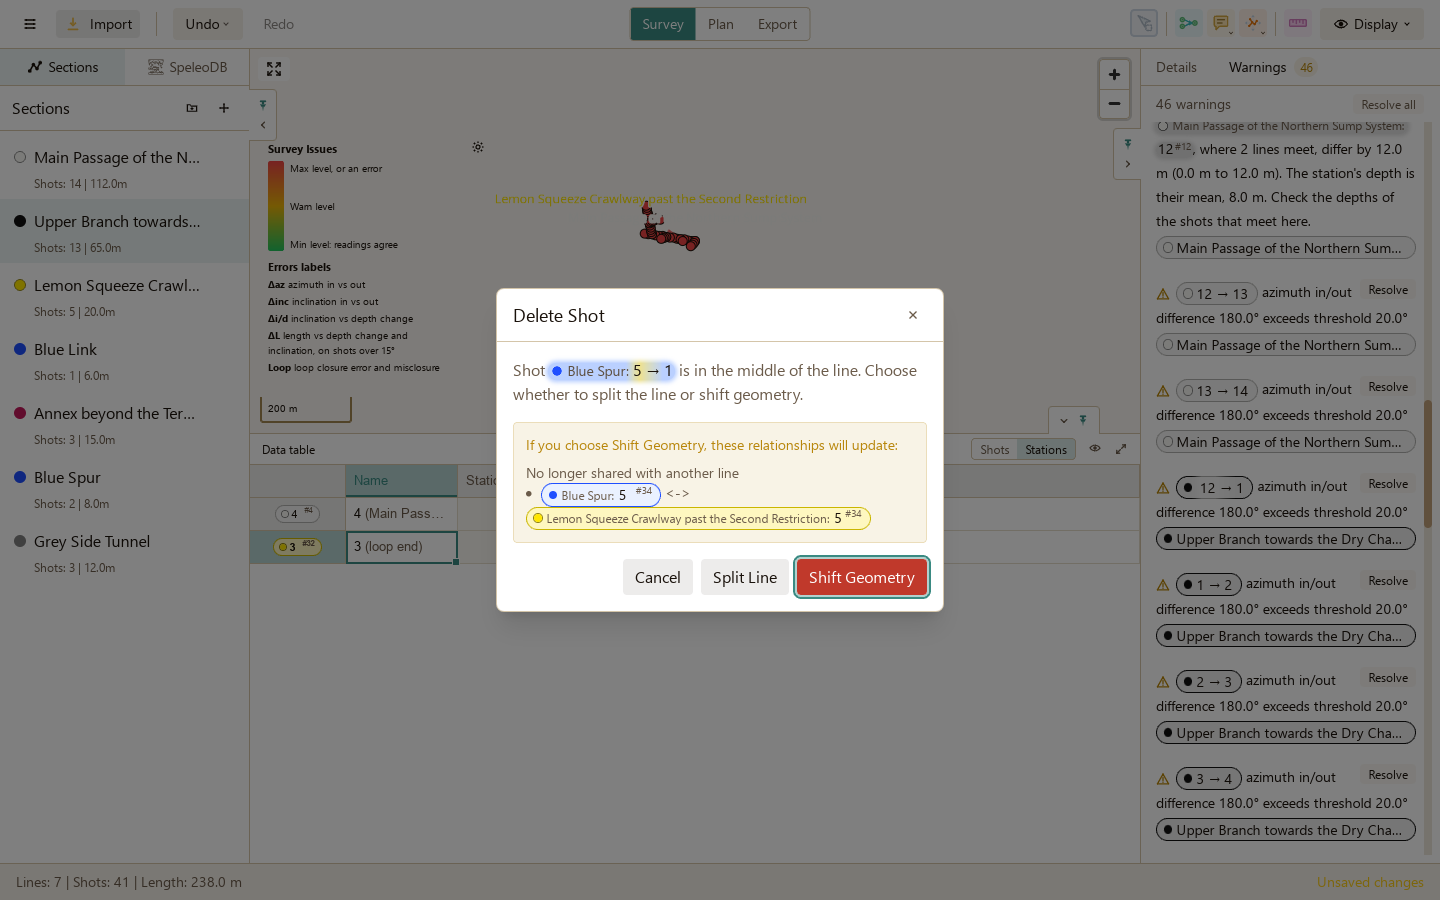 Import
Undo
Redo
Survey
Plan
Export
Display
Sections
SpeleoDB
Sections
Main Passage of the N...
Shots: 14 | 112.0m
Upper Branch towards...
Shots: 13 | 65.0m
Lemon Squeeze Crawl...
Shots: 5 | 20.0m
Blue Link
Shots: 1 | 6.0m
Annex beyond the Ter...
Shots: 3 | 15.0m
Blue Spur
Shots: 2 | 8.0m
Grey Side Tunnel
Shots: 3 | 12.0m
Survey Issues
Max level, or an error
Warn level
Min level: readings agree
Errors labels
Δaz azimuth in vs out
Δinc inclination in vs out
Δi/d inclination vs depth change
ΔL length vs depth change and
inclination, on shots over 15°
Loop loop closure error and misclosure
200 m
Lemon Squeeze Crawlway past the Second Restriction
Data table
Shots
Stations
Name
Static
4 #4
4 (Main Pass...
3 #32
3 (loop end)
Delete Shot
×
Shot Blue Spur: 5 → 1 is in the middle of the line. Choose
whether to split the line or shift geometry.
If you choose Shift Geometry, these relationships will update:
No longer shared with another line
• Blue Spur: 5 #34 <->
Lemon Squeeze Crawlway past the Second Restriction: 5 #34
Cancel
Split Line
Shift Geometry
Details
Warnings 46
46 warnings
Resolve all
Main Passage of the Northern Sump System:
12 #12, where 2 lines meet, differ by 12.0
m (0.0 m to 12.0 m). The station's depth is
their mean, 8.0 m. Check the depths of
the shots that meet here.
Main Passage of the Northern Sum...
12 → 13 azimuth in/out
Resolve
difference 180.0° exceeds threshold 20.0°
Main Passage of the Northern Sum...
13 → 14 azimuth in/out
Resolve
difference 180.0° exceeds threshold 20.0°
Main Passage of the Northern Sum...
12 → 1 azimuth in/out
Resolve
difference 180.0° exceeds threshold 20.0°
Upper Branch towards the Dry Cha...
1 → 2 azimuth in/out
Resolve
difference 180.0° exceeds threshold 20.0°
Upper Branch towards the Dry Cha...
2 → 3 azimuth in/out
Resolve
difference 180.0° exceeds threshold 20.0°
Upper Branch towards the Dry Cha...
3 → 4 azimuth in/out
Resolve
difference 180.0° exceeds threshold 20.0°
Upper Branch towards the Dry Cha...
Lines: 7 | Shots: 41 | Length: 238.0 m
Unsaved changes